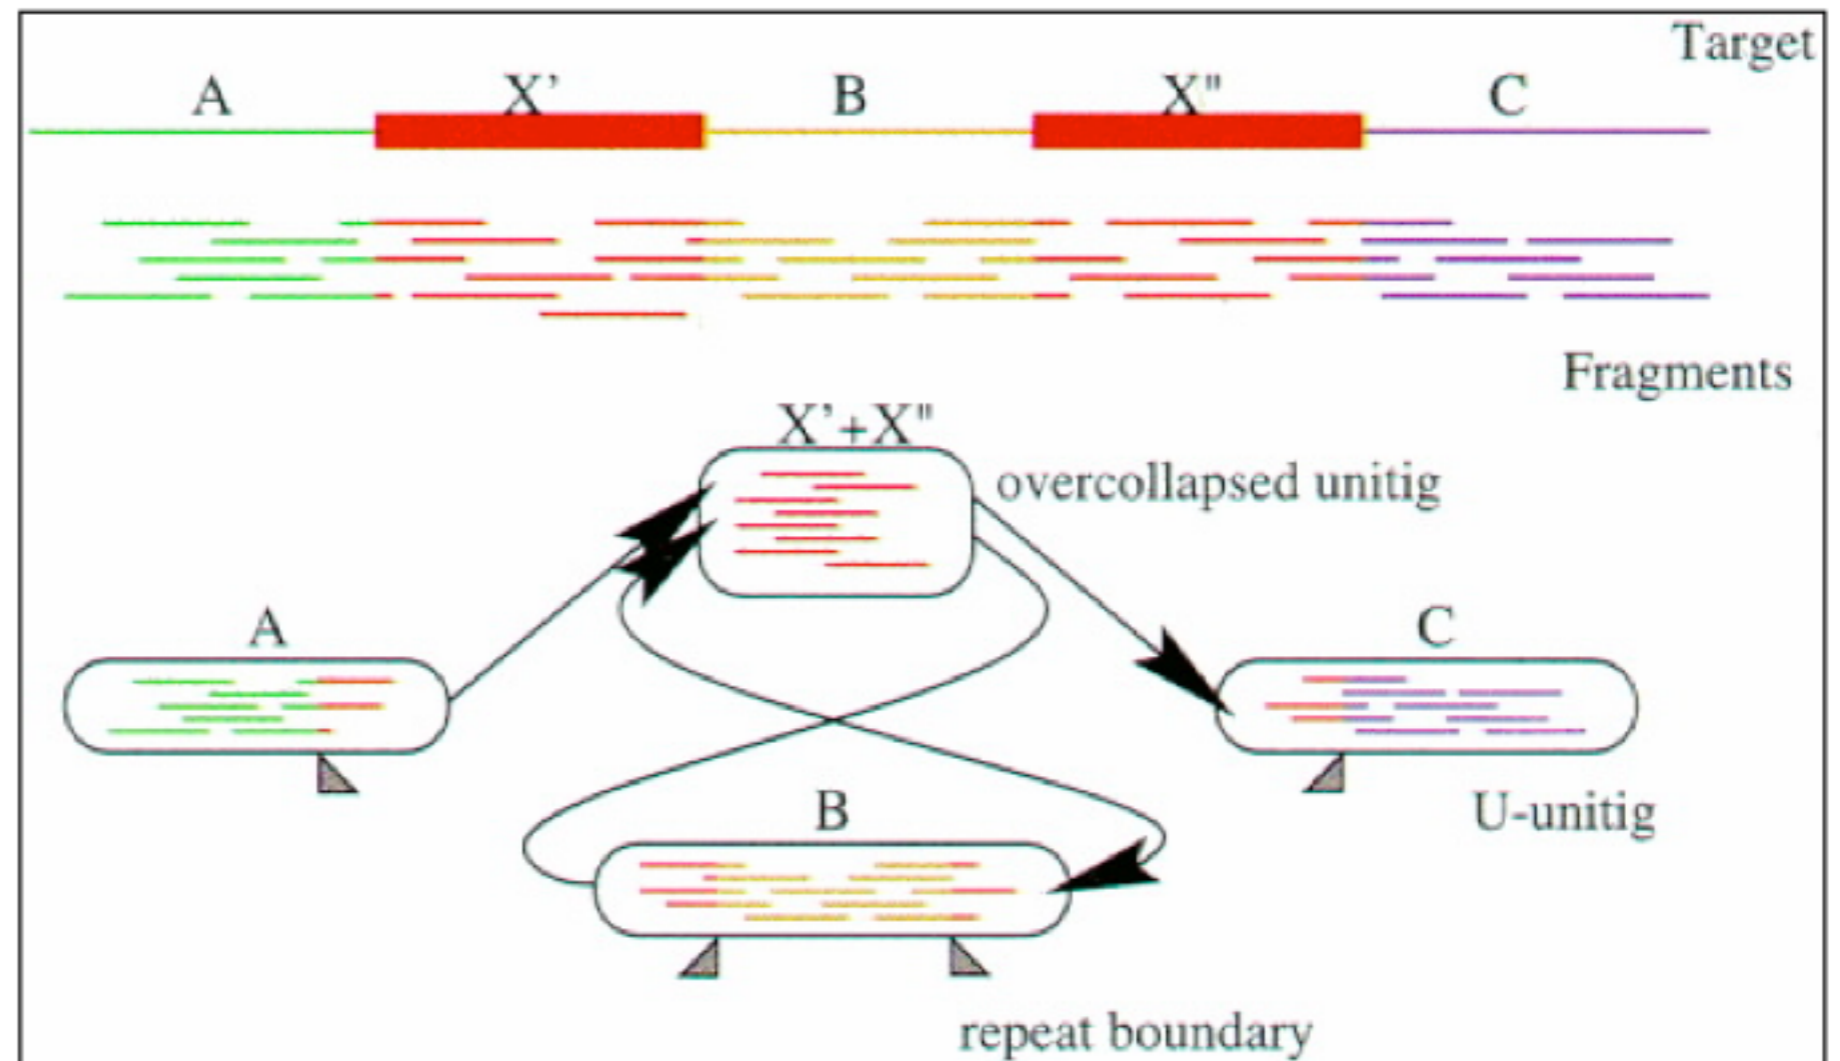 Target
A X' B X" C
Fragments
X'+X"
overcollapsed unitig
A
C
B
U-unitig
repeat boundary